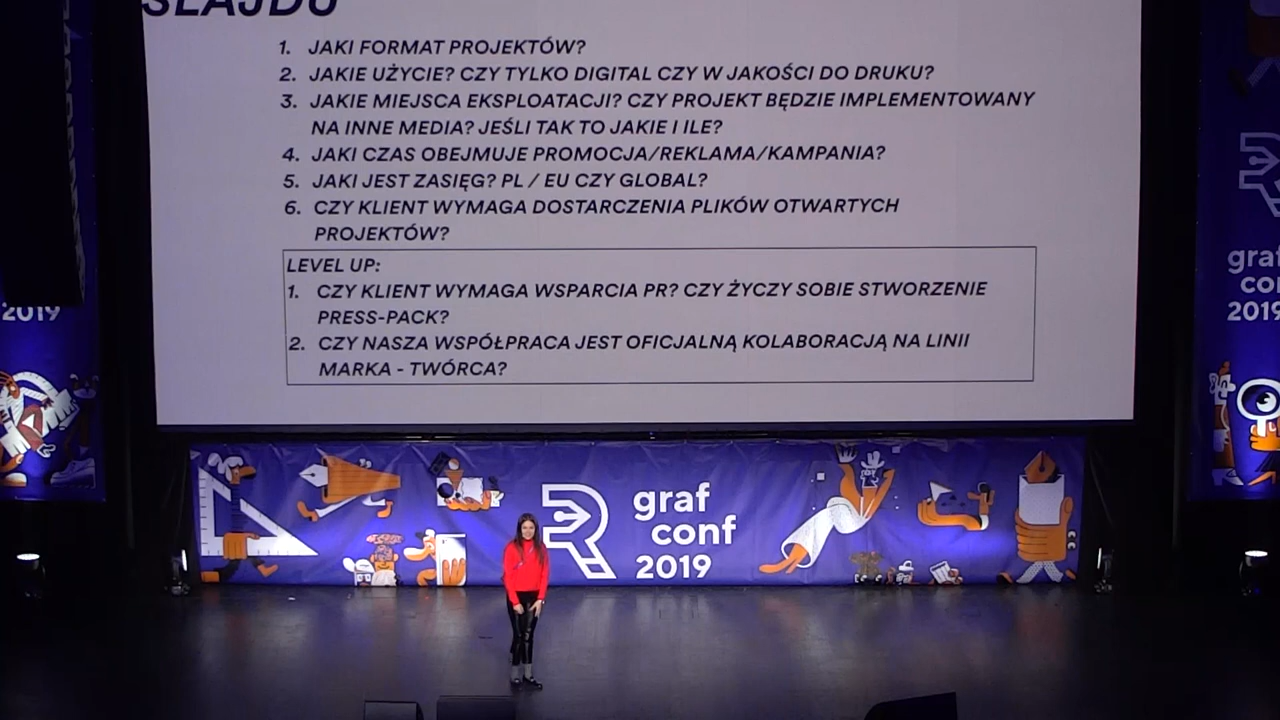 SLAJDU
1. JAKI FORMAT PROJEKTÓW?
2. JAKIE UŻYCIE? CZY TYLKO DIGITAL CZY W JAKOŚCI DO DRUKU?
3. JAKIE MIEJSCA EKSPLOATACJI? CZY PROJEKT BĘDZIE IMPLEMENTOWANY
NA INNE MEDIA? JEŚLI TAK TO JAKIE I ILE?
4. JAKI CZAS OBEJMUJE PROMOCJA/REKLAMA/KAMPANIA?
5. JAKI JEST ZASIĘG? PL / EU CZY GLOBAL?
6. CZY KLIENT WYMAGA DOSTARCZENIA PLIKÓW OTWARTYCH
PROJEKTÓW?
LEVEL UP:
1. CZY KLIENT WYMAGA WSPARCIA PR? CZY ŻYCZY SOBIE STWORZENIE
PRESS-PACK?
2. CZY NASZA WSPÓŁPRACA JEST OFICJALNĄ KOLABORACJĄ NA LINII
MARKA - TWÓRCA?
graf
conf
2019
2019
graf
con
2019